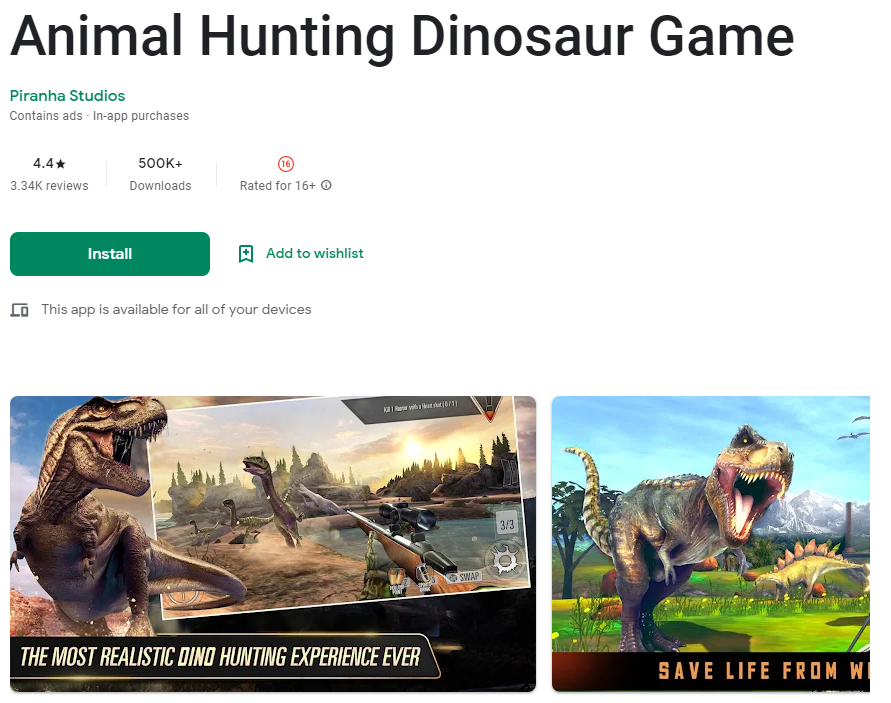 Animal Hunting Dinosaur Game
Piranha Studios
Contains ads · In-app purchases
4.4★
500K+
16
3.34K reviews
Downloads
Rated for 16+
Install
Add to wishlist
This app is available for all of your devices
3/3
SWAP
THE MOST REALISTIC DINO HUNTING EXPERIENCE EVER
SAVE LIFE FROM